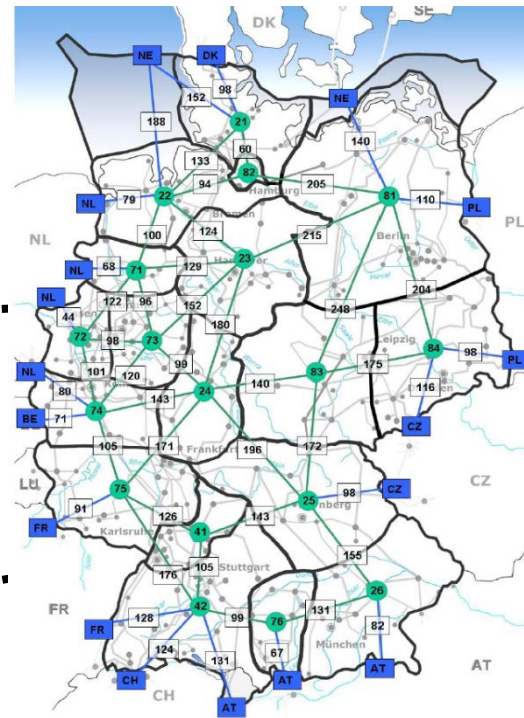 DK
SE
NE
DK
98
152
NE
21
188
60
133
140
82
94
205
Hamburg
81
110
PL
NL
79
22
NL
100
124
215
Berlin
23
NL
68
71
129
204
NL
122
96
152
248
180
44
72
98
73
Leipzig
84
98
PL
175
101
120
99
83
116
NL
80
24
140
CZ
BE
71
74
143
Frankfurt
105
171
196
172
LU
CZ
75
25
98
CZ
91
126
143
FR
Karlsruhe
41
155
Stuttgart
105
176
26
FR
128
42
99
76
131
82
FR
124
München
67
131
AT
AT
AT
CH
CH
AT